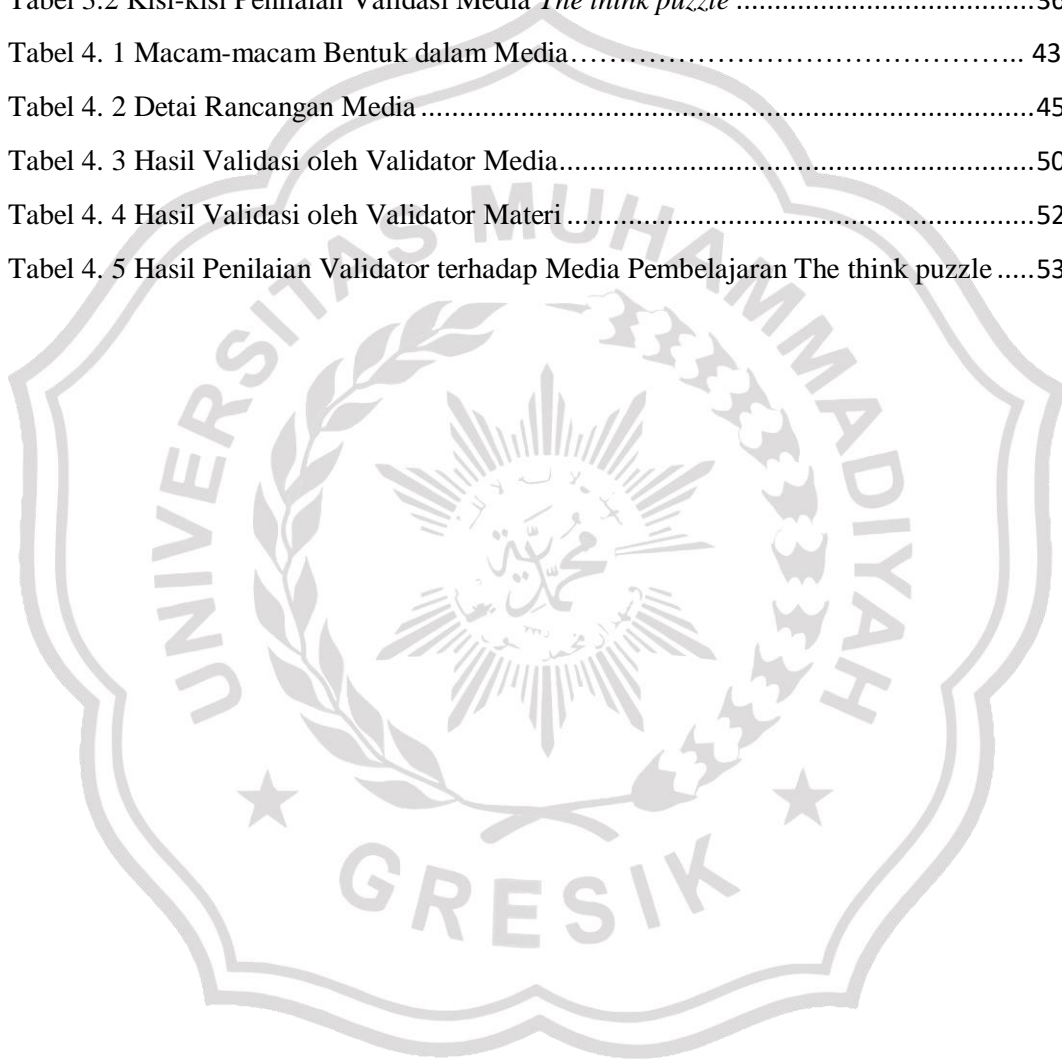 Tabel 3.2 Kisi-kisi Penilaian Validasi Media The think puzzle ............................................ 36
Tabel 4. 1 Macam-macam Bentuk dalam Media……………………………………….. 43
Tabel 4. 2 Detai Rancangan Media ....................................................................................... 45
Tabel 4. 3 Hasil Validasi oleh Validator Media.................................................................... 50
Tabel 4. 4 Hasil Validasi oleh Validator Materi ................................................................... 52
Tabel 4. 5 Hasil Penilaian Validator terhadap Media Pembelajaran The think puzzle ..... 53
UNIVERSITAS MUHAMMADIYAH
GRESIK